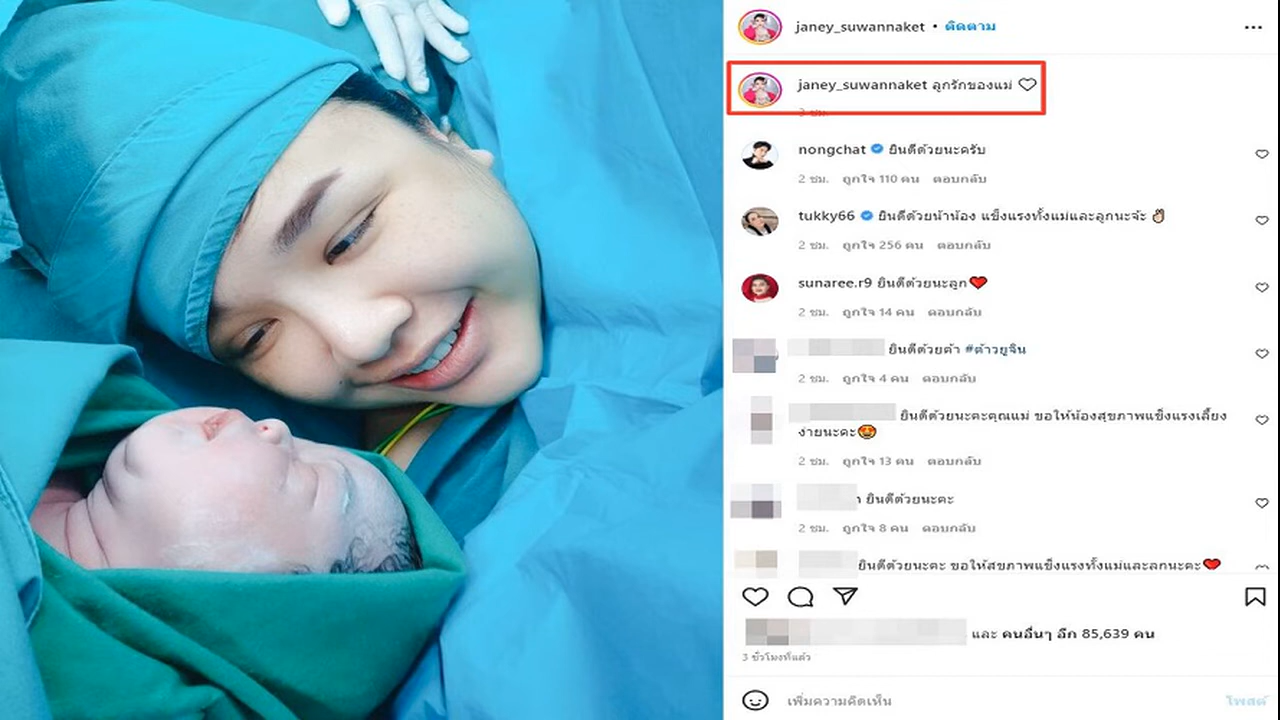 janey_suwannaket • ติดตาม
janey_suwannaket ลูกรักของแม่
3 ชม.
nongchat ยินดีด้วยนะครับ
2 ชม. ถูกใจ 110 คน ตอบกลับ
tukky66 ยินดีด้วยน้าน้อง แข็งแรงทั้งแม่และลูกนะจ้ะ ✌🏻
2 ชม. ถูกใจ 256 คน ตอบกลับ
sunaree.r9 ยินดีด้วยนะลูก❤️
2 ชม. ถูกใจ 14 คน ตอบกลับ
ยินดีด้วยค้า #ต้าวยูจิน
2 ชม. ถูกใจ 4 คน ตอบกลับ
ยินดีด้วยนะคะคุณแม่ ขอให้น้องสุขภาพแข็งแรงเลี้ยง
ง่ายนะคะ🤩
2 ชม. ถูกใจ 13 คน ตอบกลับ
ยินดีด้วยนะคะ
2 ชม. ถูกใจ 8 คน ตอบกลับ
ยินดีด้วยนะคะ ขอให้สุขภาพแข็งแรงทั้งแม่และลูกนะคะ❤️
และ คนอื่นๆ อีก 85,639 คน
3 ชั่วโมงที่แล้ว
เพิ่มความคิดเห็น
โพสต์